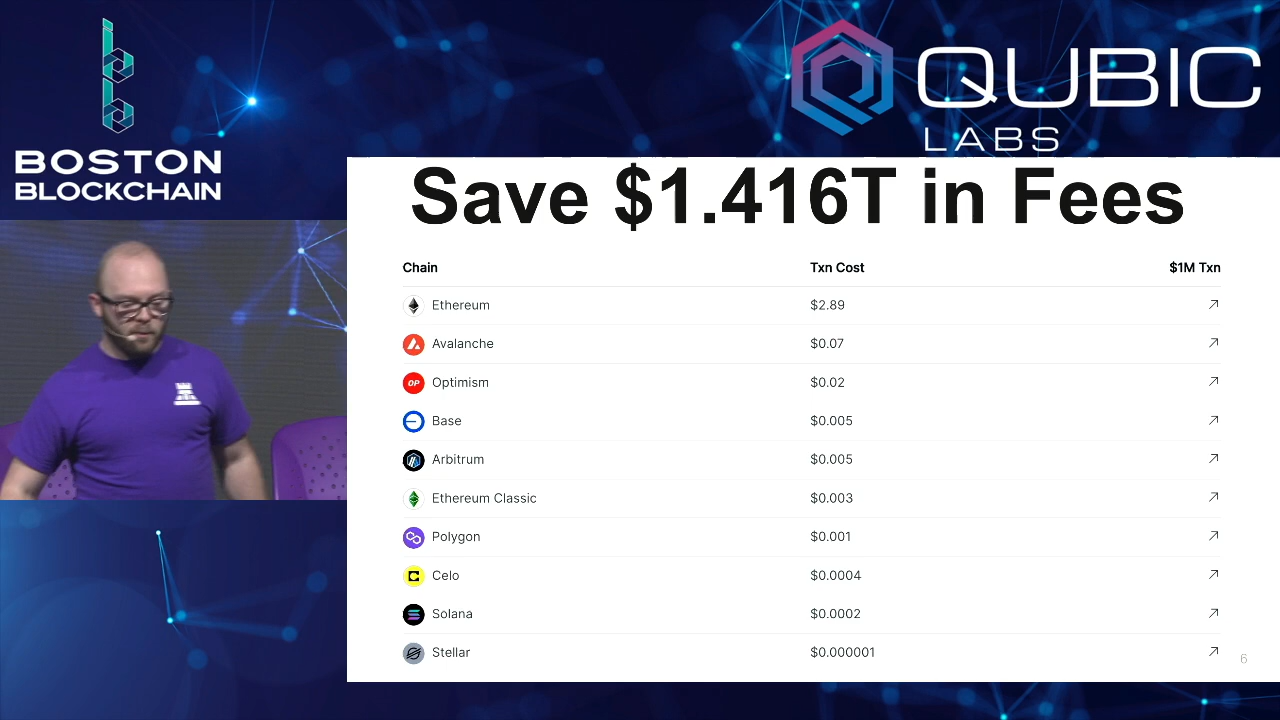 BOSTON
BLOCKCHAIN
QUBIC
LABS
Save $1.416T in Fees
Chain Txn Cost $1M Txn
Ethereum $2.89
Avalanche $0.07
OP Optimism $0.02
Base $0.005
Arbitrum $0.005
Ethereum Classic $0.003
Polygon $0.001
Celo $0.0004
Solana $0.0002
Stellar $0.000001
6